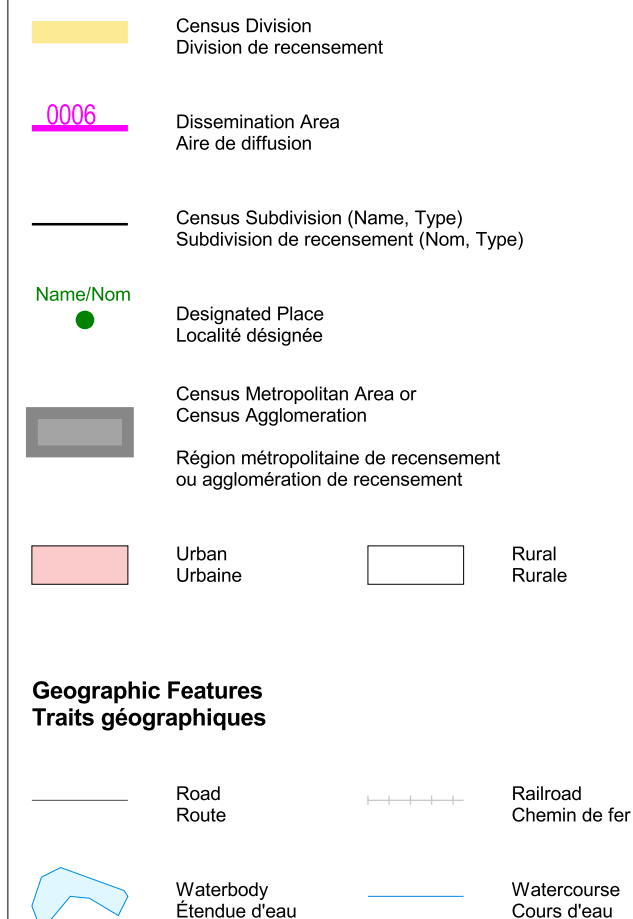 Census Division
Division de recensement
0006
Dissemination Area
Aire de diffusion
Census Subdivision (Name, Type)
Subdivision de recensement (Nom, Type)
Name/Nom
Designated Place
Localité désignée
Census Metropolitan Area or
Census Agglomeration
Région métropolitaine de recensement
ou agglomération de recensement
Urban
Urbaine
Rural
Rurale
Geographic Features
Traits géographiques
Road
Route
Railroad
Chemin de fer
Waterbody
Étendue d'eau
Watercourse
Cours d'eau